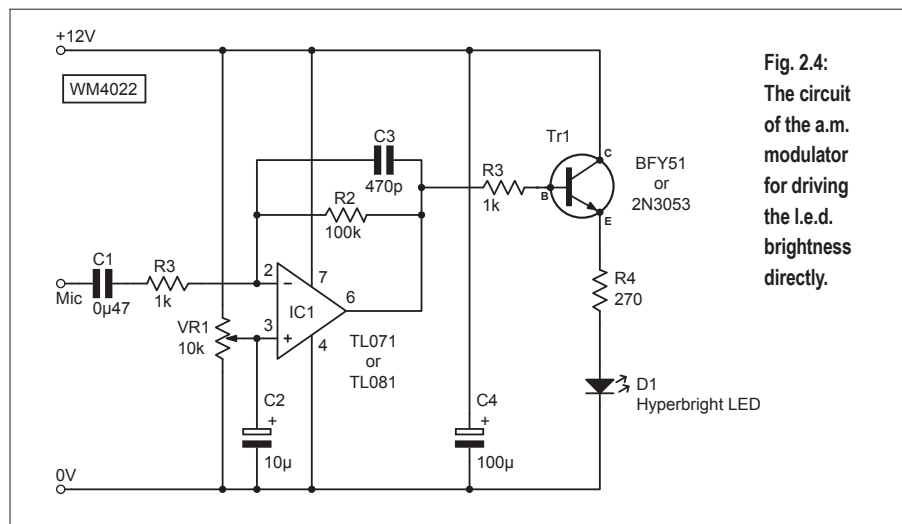 +12V
WM4022
Fig. 2.4:
The circuit
of the a.m.
modulator
for driving
the l.e.d.
brightness
directly.
C3
470p
R2
100k
R3
1k
Tr1
C
B
E
BFY51
or
2N3053
C1
0µ47
Mic
R3
1k
2
7
IC1
6
3
4
VR1
10k
TL071
or
TL081
R4
270
D1
Hyperbright LED
C2
+
10µ
C4
+
100µ
0V